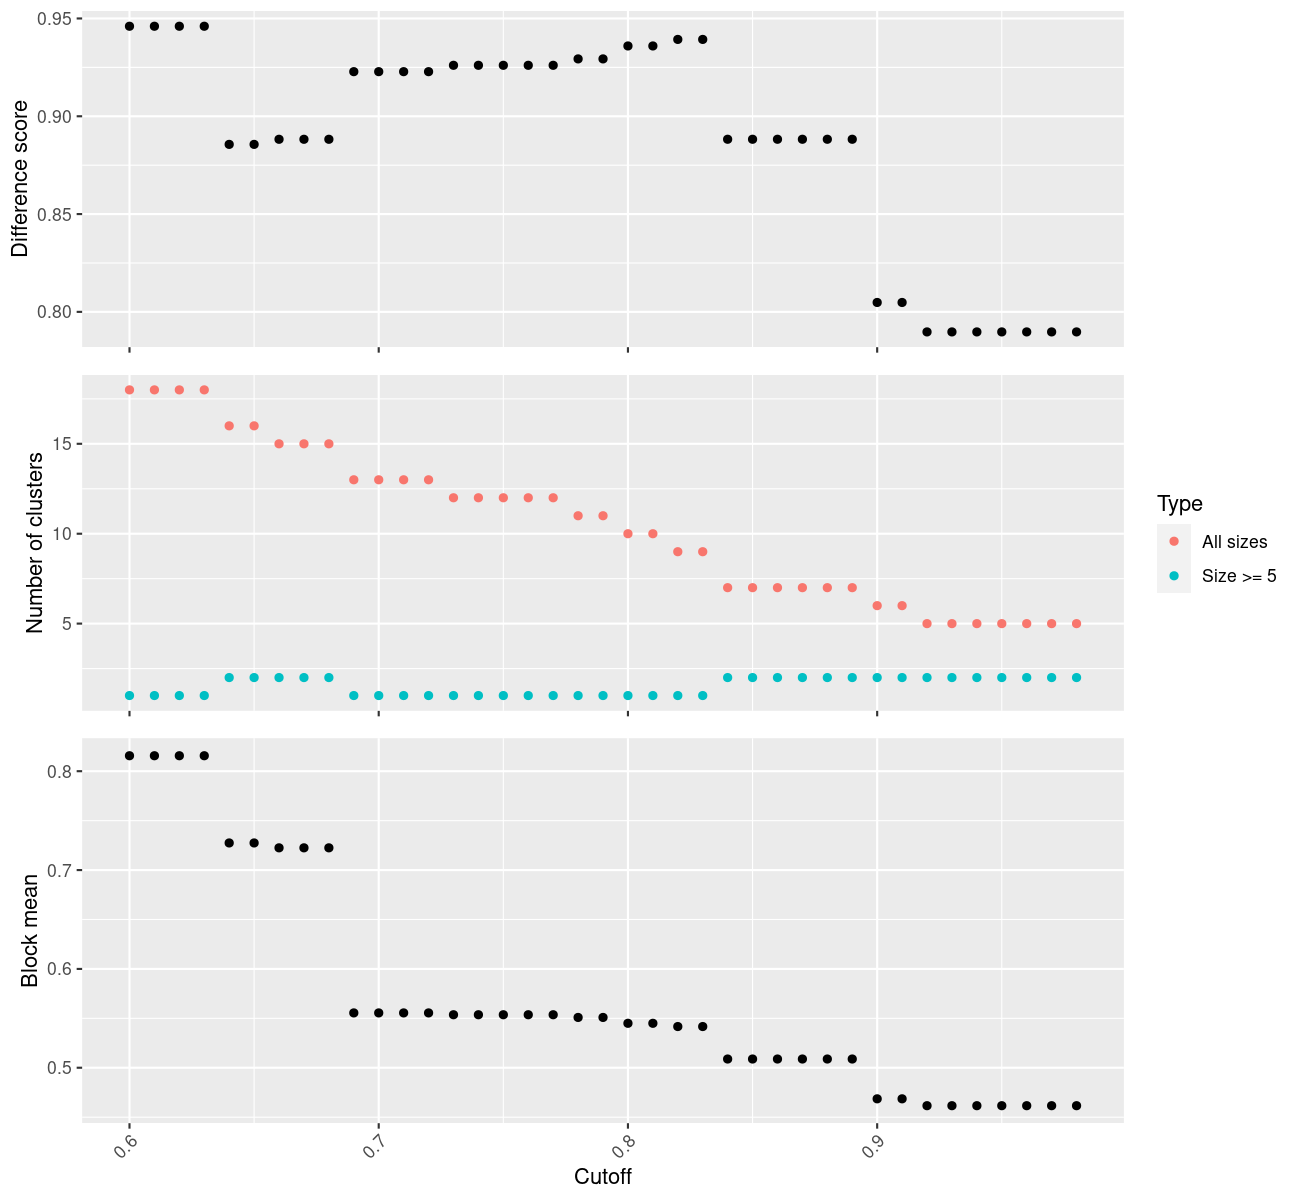 Difference score
0.95
0.90
0.85
0.80
Number of clusters
15
10
5
Type
All sizes
Size >= 5
Block mean
0.8
0.7
0.6
0.5
0.6
0.7
0.8
0.9
Cutoff